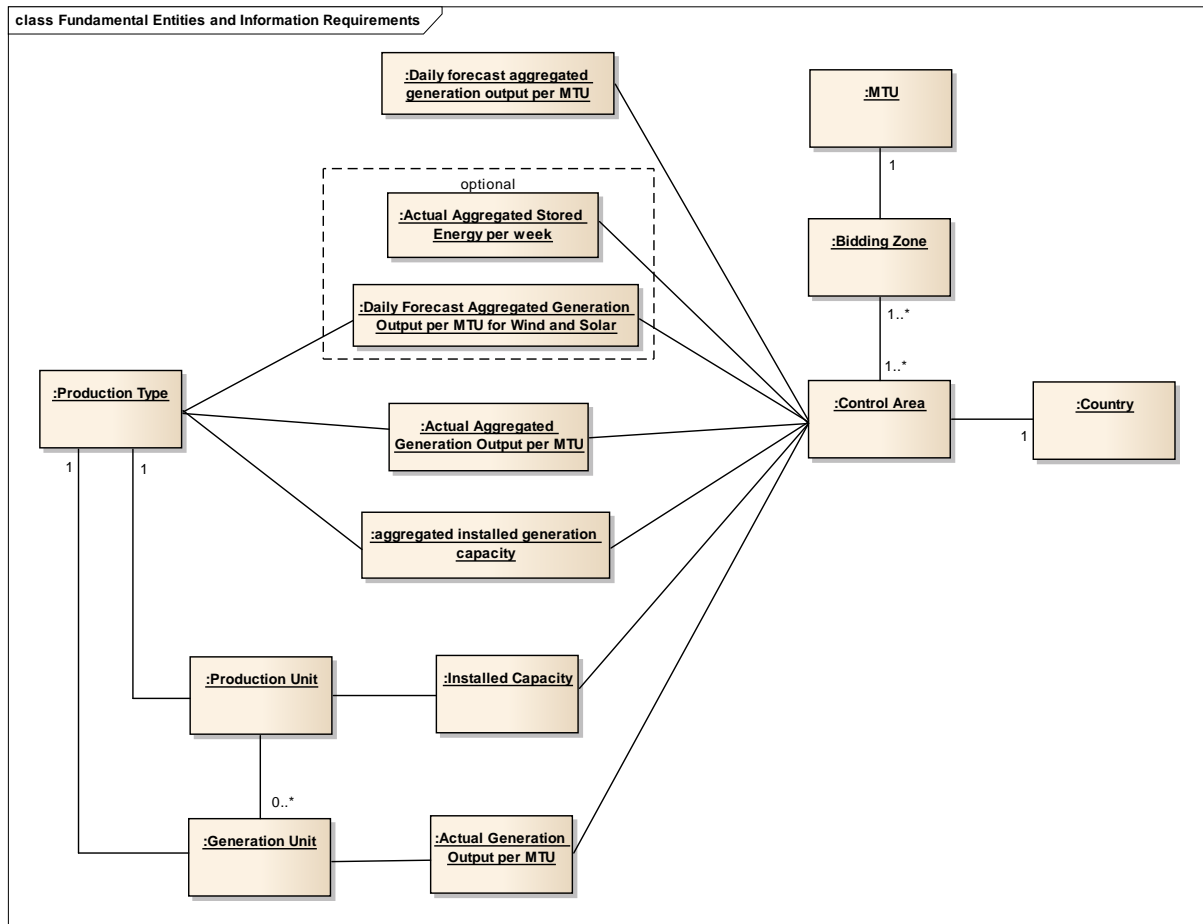 class Fundamental Entities and Information Requirements
:Daily forecast aggregated
generation output per MTU
:MTU
1
optional
:Actual Aggregated Stored
Energy per week
:Bidding Zone
:Daily Forecast Aggregated Generation
Output per MTU for Wind and Solar
1..*
1..*
:Production Type
:Control Area
:Country
1
:Actual Aggregated
Generation Output per MTU
1
1
:aggregated installed generation
capacity
:Production Unit
:Installed Capacity
0..*
:Generation Unit
:Actual Generation
Output per MTU